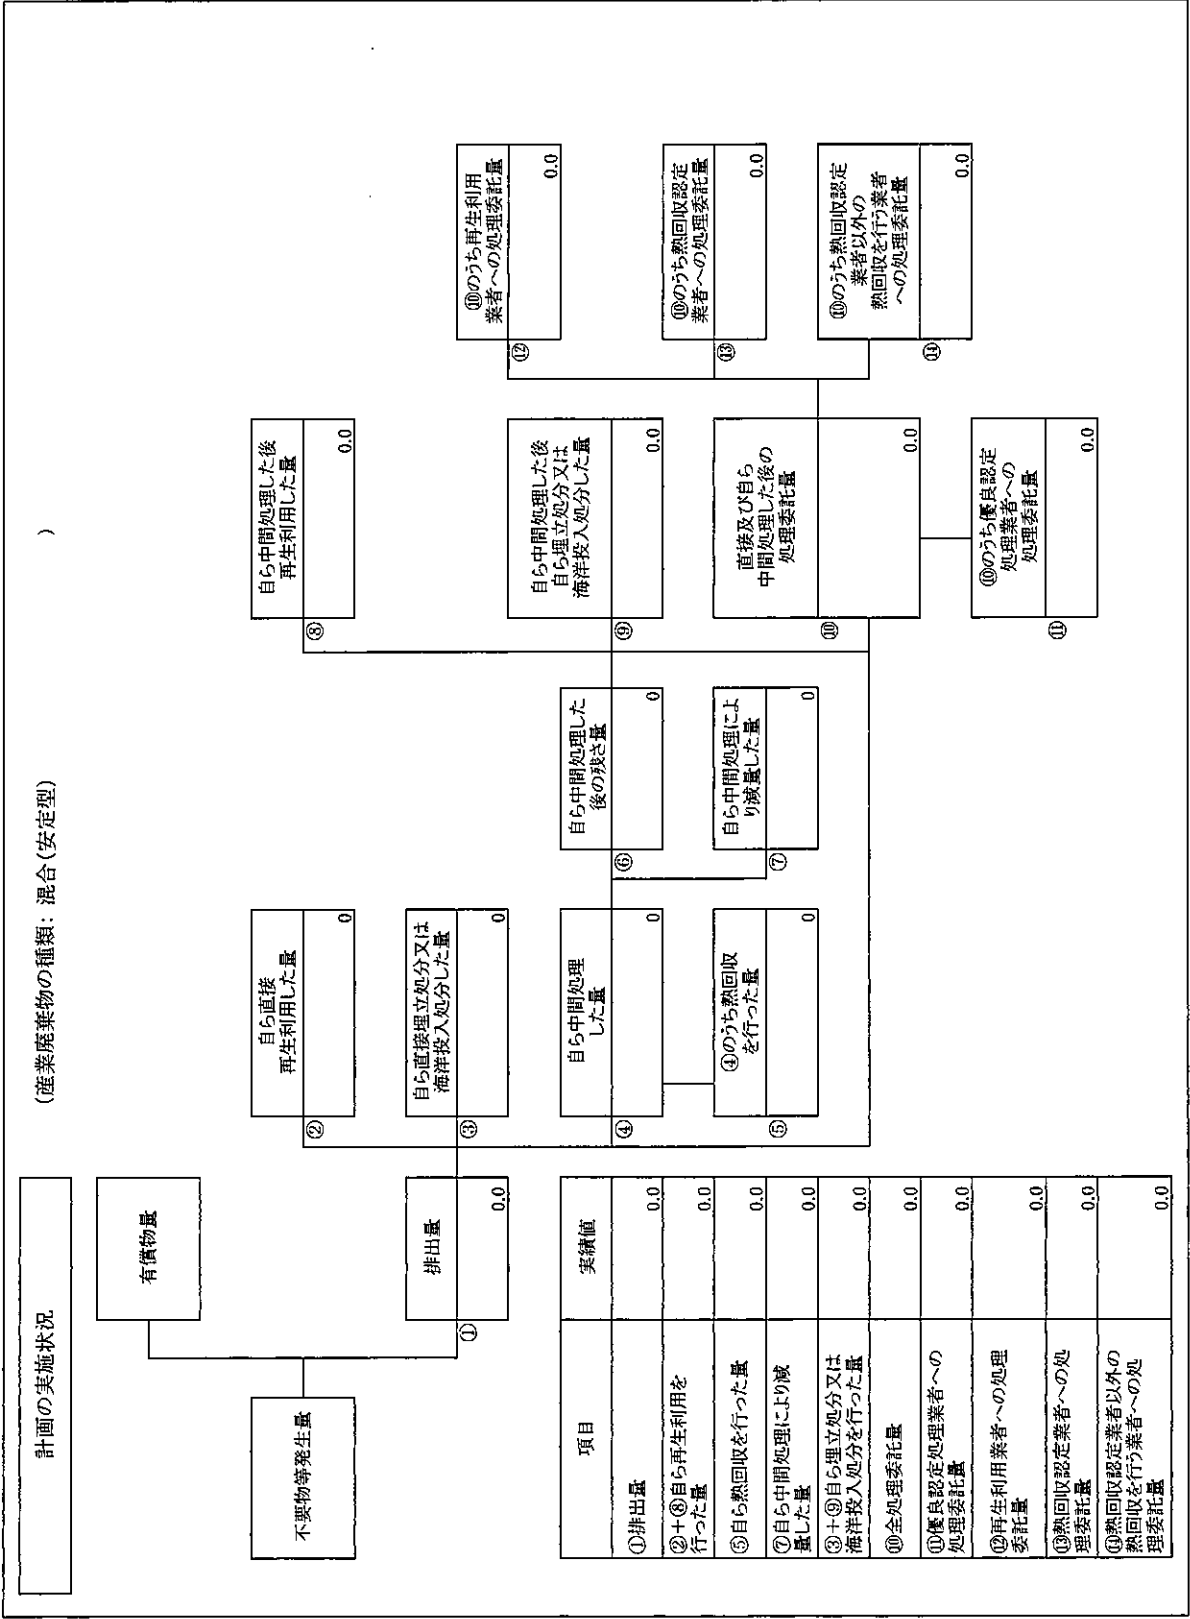 計画の実施状況
(産業廃棄物の種類: 混合(安定型)
)
不要物等発生量
有償物量
①
排出量
0.0
②
自ら直接
再生利用した量
0
③
自ら直接埋立処分又は
海洋投入処分した量
0
④
自ら中間処理
した量
0
⑤
④のうち熱回収
を行った量
0
⑥
自ら中間処理した
後の残さ量
0
⑦
自ら中間処理によ
り減量した量
0
⑧
自ら中間処理した後
再生利用した量
0.0
⑨
自ら中間処理した後
自ら埋立処分又は
海洋投入処分した量
0.0
⑩
直接及び自ら
中間処理した後の
処理委託量
0.0
⑪
⑩のうち優良認定
処理業者への
処理委託量
0.0
⑫
⑩のうち再生利用
業者への処理委託量
0.0
⑬
⑩のうち熱回収認定
業者への処理委託量
0.0
⑭
⑩のうち熱回収認定
業者以外の
熱回収を行う業者
への処理委託量
0.0
項目 実績値
①排出量 0.0
②+⑧自ら再生利用を
行った量 0.0
⑤自ら熱回収を行った量 0.0
⑦自ら中間処理により減
量した量 0.0
③+⑨自ら埋立処分又は
海洋投入処分を行った量 0.0
⑩全処理委託量 0.0
⑪優良認定処理業者への
処理委託量 0.0
⑫再生利用業者への処理
委託量 0.0
⑬熱回収認定業者への処
理委託量 0.0
⑭熱回収認定業者以外の
熱回収を行う業者への処
理委託量 0.0